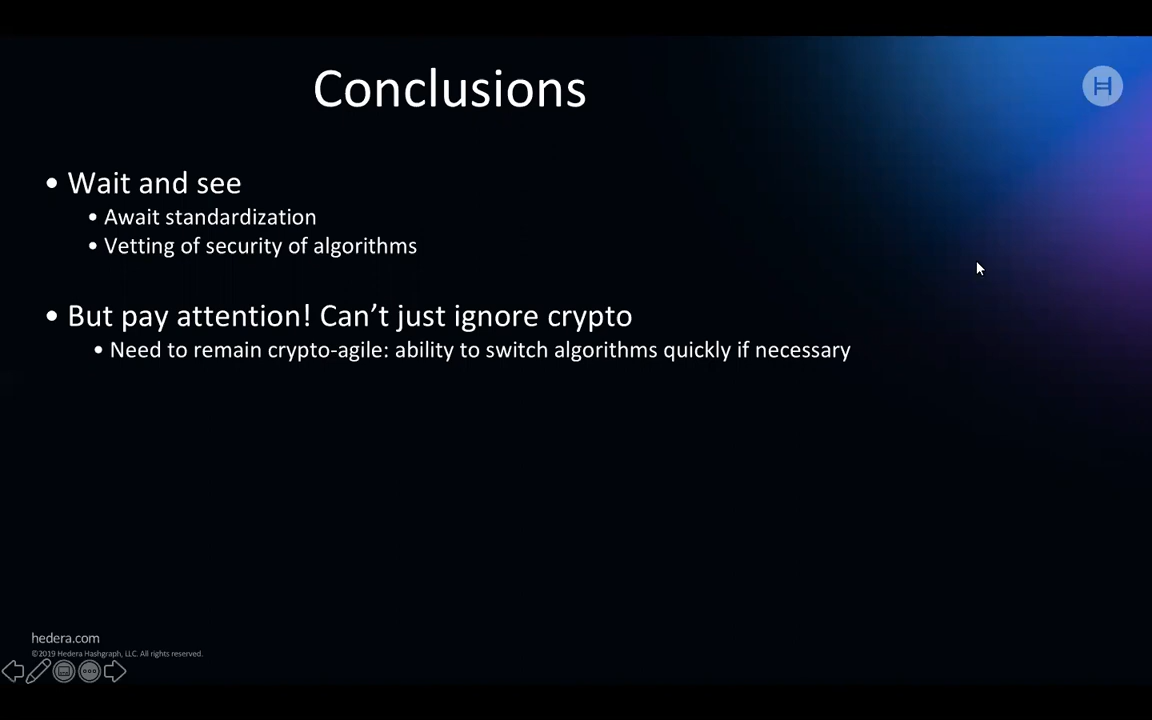 Conclusions
• Wait and see
• Await standardization
• Vetting of security of algorithms
• But pay attention! Can’t just ignore crypto
• Need to remain crypto-agile: ability to switch algorithms quickly if necessary
hedera.com
©2019 Hedera Hashgraph, LLC. All rights reserved.